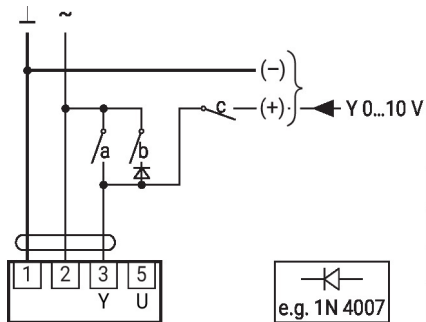 ⊥ ~
(–)
c (+) Y 0...10 V
a b
1 2 3 5
Y U
e.g. 1N 4007